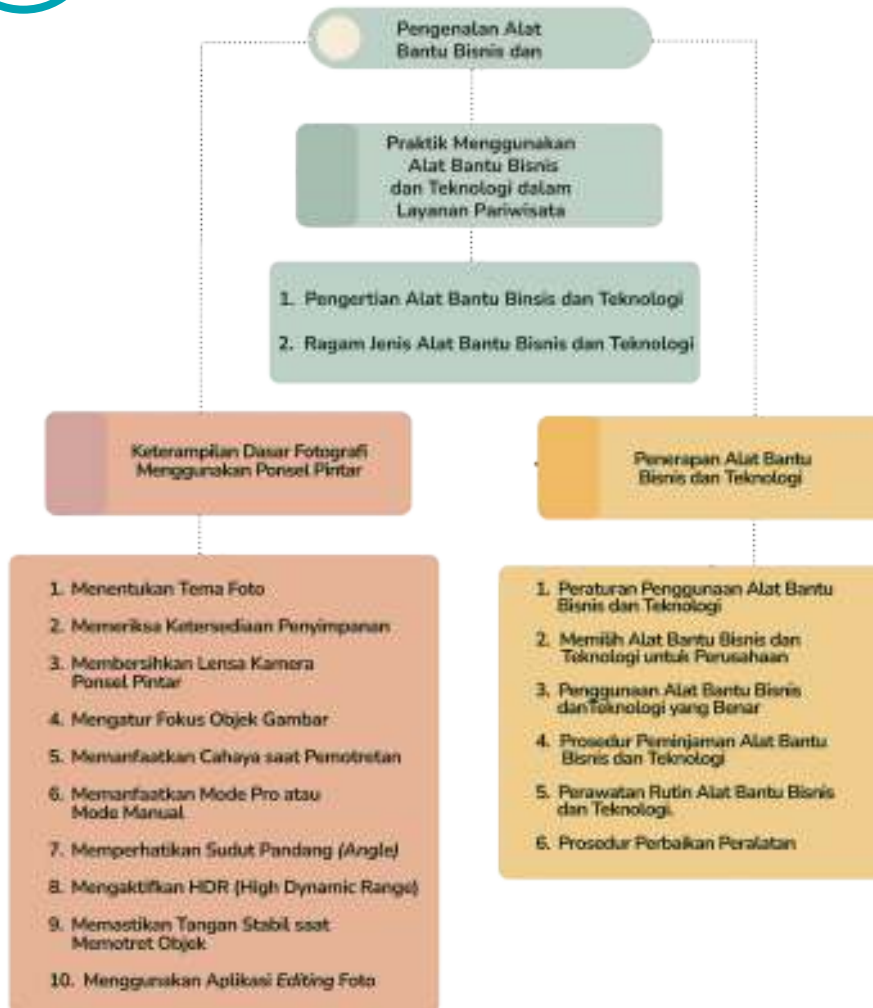 Pengenalan Alat
Bantu Bisnis dan
Praktik Menggunakan
Alat Bantu Bisnis
dan Teknologi dalam
Layanan Pariwisata
1. Pengertian Alat Bantu Binsis dan Teknologi
2. Ragam Jenis Alat Bantu Bisnis dan Teknologi
Keterampilan Dasar Fotografi
Menggunakan Ponsel Pintar
1. Menentukan Tema Foto
2. Memeriksa Ketersediaan Penyimpanan
3. Membersihkan Lensa Kamera
Ponsel Pintar
4. Mengatur Fokus Objek Gambar
5. Memanfaatkan Cahaya saat Pemotretan
6. Memanfaatkan Mode Pro atau
Mode Manual
7. Memperhatikan Sudut Pandang (Angle)
8. Mengaktifkan HDR (High Dynamic Range)
9. Memastikan Tangan Stabil saat
Memotret Objek
10. Menggunakan Aplikasi Editing Foto
Penerapan Alat Bantu
Bisnis dan Teknologi
1. Peraturan Penggunaan Alat Bantu
Bisnis dan Teknologi
2. Memilih Alat Bantu Bisnis dan
Teknologi untuk Perusahaan
3. Penggunaan Alat Bantu Bisnis
danTeknologi yang Benar
4. Prosedur Peminjaman Alat Bantu
Bisnis dan Teknologi
5. Perawatan Rutin Alat Bantu Bisnis
dan Teknologi.
6. Prosedur Perbaikan Peralatan